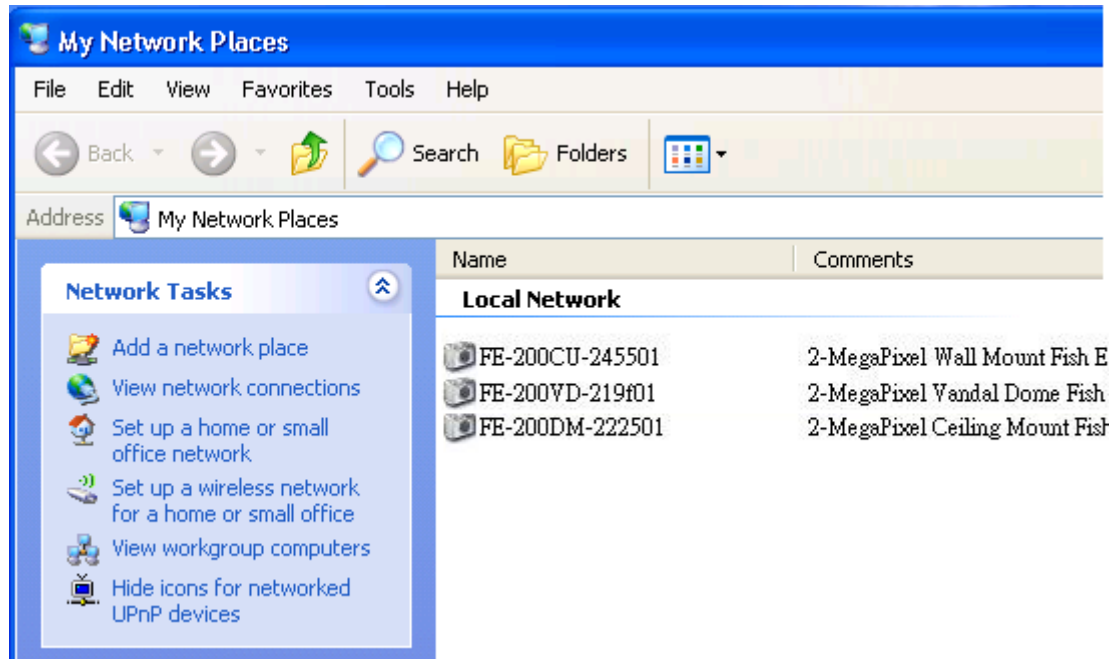 My Network Places
File Edit View Favorites Tools Help
Back Search Folders
Address My Network Places
Name Comments
Network Tasks
Add a network place
View network connections
Set up a home or small
office network
Set up a wireless network
for a home or small office
View workgroup computers
Hide icons for networked
UPnP devices
Local Network
FE-200CU-245501 2-MegaPixel Wall Mount Fish E
FE-200VD-219f01 2-MegaPixel Vandal Dome Fish
FE-200DM-222501 2-MegaPixel Ceiling Mount Fish